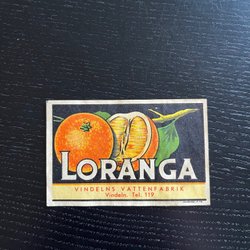 LORANGA
VINDELNS VATTENFABRIK
Vindeln. Tel. 119